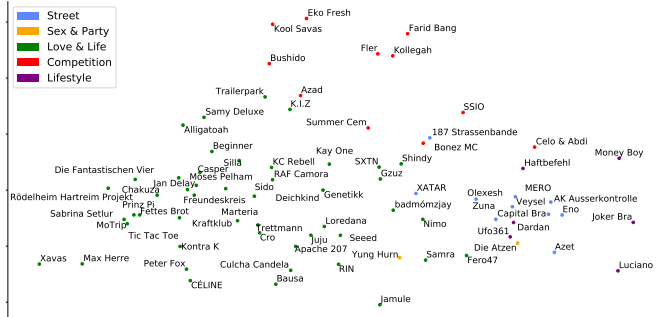 Street
Sex & Party
Love & Life
Competition
Lifestyle
Eko Fresh
Kool Savas
Farid Bang
Fler
Kollegah
Bushido
Trailerpark
Azad
K.I.Z
SSIO
Samy Deluxe
Summer Cem
Alligatoah
187 Strassenbande
Bonez MC
Celo & Abdi
Beginner
Kay One
Money Boy
Silla
KC Rebell
SXTN
Shindy
Haftbefehl
Die Fantastischen Vier
Casper
Moses Pelham
RAF Camora
Gzuz
Jan Delay
Chakuza
Sido
Genetikk
XATAR
Olexesh
MERO
Rödelheim Hartreim Projekt
Freundeskreis
Deichkind
AK Ausserkontrolle
Veysel
Prinz Pi
badmómzjay
Zuna
Sabrina Setlur
Fettes Brot
Marteria
Capital Bra
Eno
Joker Bra
MoTrip
Kraftklub
Loredana
Nimo
Dardan
Tic Tac Toe
Trettmann
Cro
Juju
Seeed
Ufo361
Kontra K
Apache 207
Die Atzen
Azet
Xavas
Max Herre
Peter Fox
Culcha Candela
RIN
Yung Hurn
Samra
Fero47
Luciano
CÉLINE
Bausa
Jamule